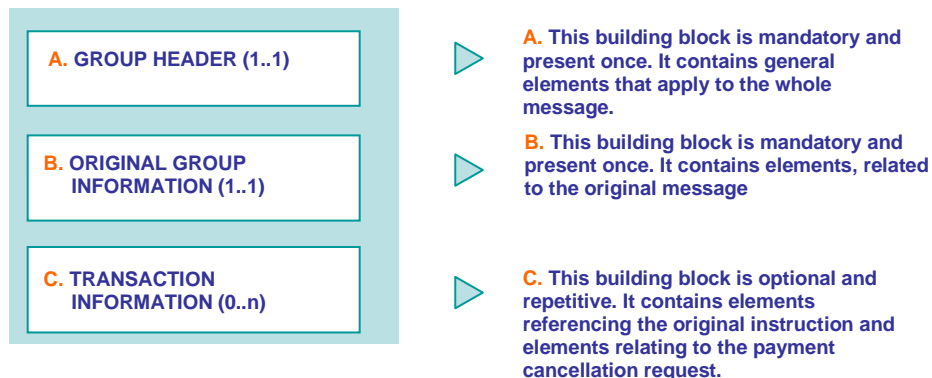 A. GROUP HEADER (1..1)
A. This building block is mandatory and
present once. It contains general
elements that apply to the whole
message.
B. ORIGINAL GROUP
INFORMATION (1..1)
B. This building block is mandatory and
present once. It contains elements, related
to the original message
C. TRANSACTION
INFORMATION (0..n)
C. This building block is optional and
repetitive. It contains elements
referencing the original instruction and
elements relating to the payment
cancellation request.